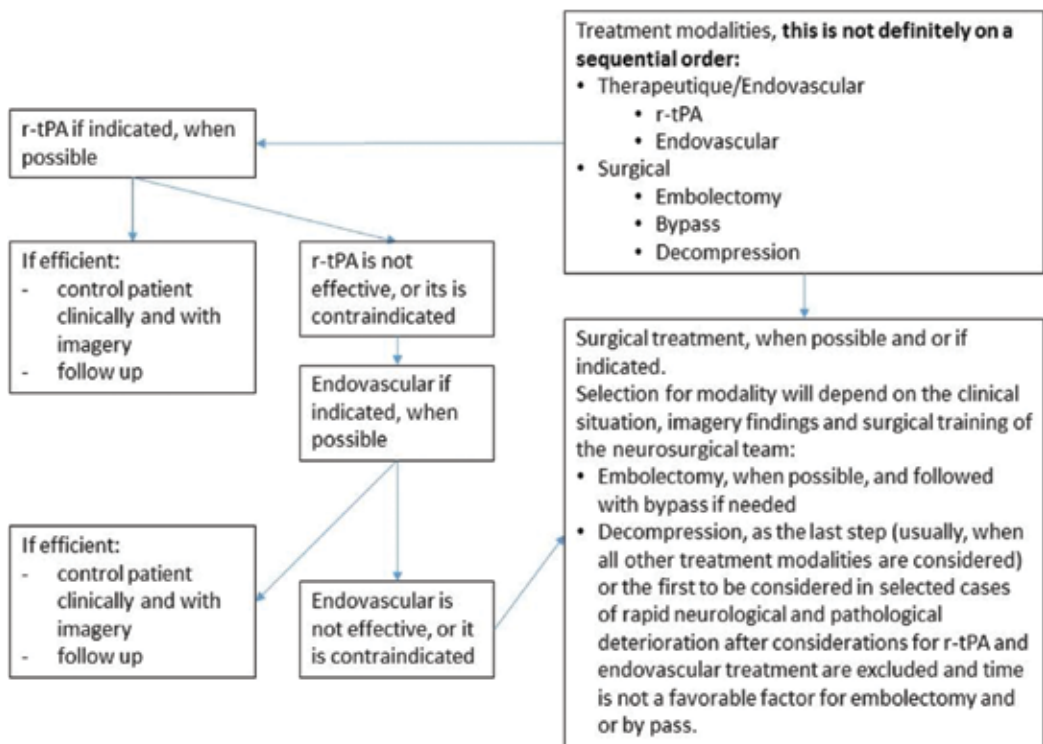 Treatment modalities, this is not definitely on a
sequential order:
• Therapeutique/Endovascular
• r-tPA
• Endovascular
• Surgical
• Embolectomy
• Bypass
• Decompression
r-tPA if indicated, when
possible
If efficient:
- control patient
clinically and with
imagery
- follow up
r-tPA is not
effective, or its is
contraindicated
Endovascular if
indicated, when
possible
If efficient:
- control patient
clinically and with
imagery
- follow up
Endovascular is
not effective, or it
is contraindicated
Surgical treatment, when possible and or if
indicated.
Selection for modality will depend on the clinical
situation, imagery findings and surgical training of
the neurosurgical team:
• Embolectomy, when possible, and followed
with bypass if needed
• Decompression, as the last step (usually, when
all other treatment modalities are considered)
or the first to be considered in selected cases
of rapid neurological and pathological
deterioration after considerations for r-tPA and
endovascular treatment are excluded and time
is not a favorable factor for embolectomy and
or by pass.